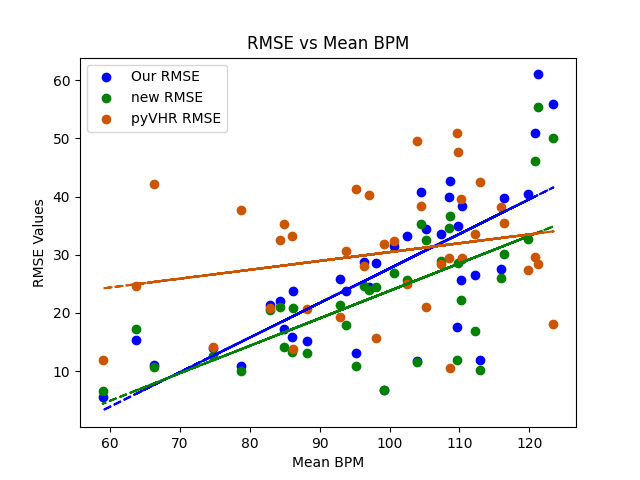 RMSE vs Mean BPM
Our RMSE
new RMSE
pyVHR RMSE
60
50
40
30
20
10
RMSE Values
60 70 80 90 100 110 120
Mean BPM